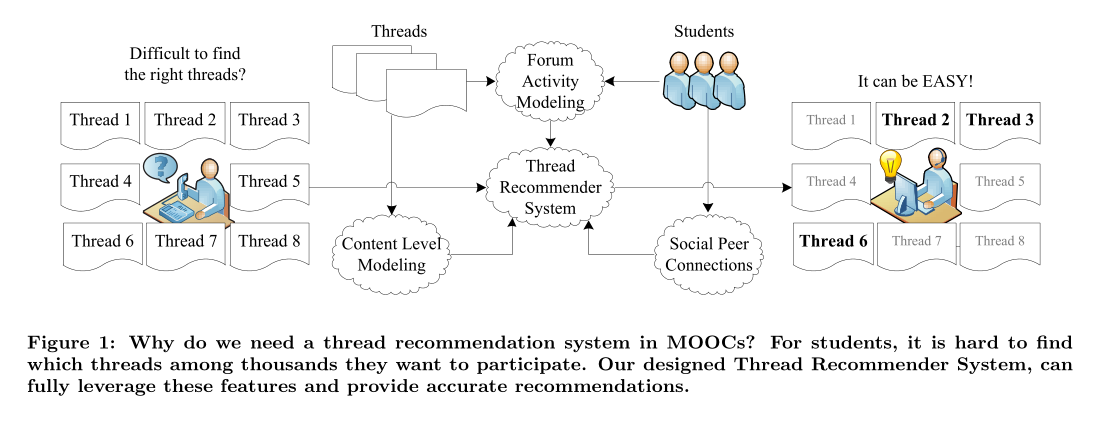 Difficult to find
the right threads?
Thread 1
Thread 2
Thread 3
Thread 4
?
Thread 5
Thread 6
Thread 7
Thread 8
Threads
Students
Forum
Activity
Modeling
Thread
Recommender
System
Content Level
Modeling
Social Peer
Connections
It can be EASY!
Thread 1
Thread 2
Thread 3
Thread 4
Thread 5
Thread 6
Thread 7
Thread 8
Figure 1: Why do we need a thread recommendation system in MOOCs? For students, it is hard to find
which threads among thousands they want to participate. Our designed Thread Recommender System, can
fully leverage these features and provide accurate recommendations.